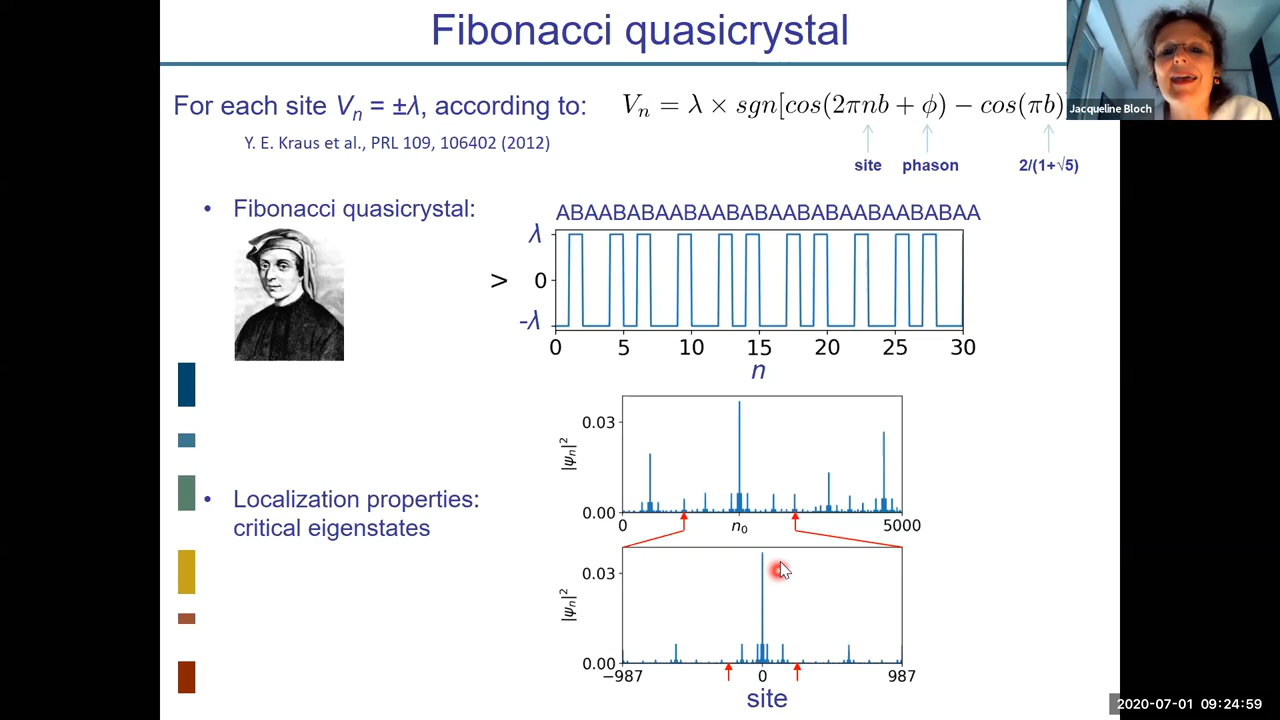 Fibonacci quasicrystal
For each site Vₙ = ±λ, according to:
Vₙ = λ × sgn[cos(2πnb + ϕ) − cos(πb)
Jacqueline Bloch
Y. E. Kraus et al., PRL 109, 106402 (2012)
site phason 2/(1+√5)
• Fibonacci quasicrystal:
ABAABABAABAABABAABABAABAABABAA
λ
V 0
-λ
0 5 10 15 20 25 30
n
0.03
|ψₙ|²
0.00
0 n₀ 5000
• Localization properties:
critical eigenstates
0.03
|ψₙ|²
0.00
−987 0 987
site
2020-07-01 09:24:59